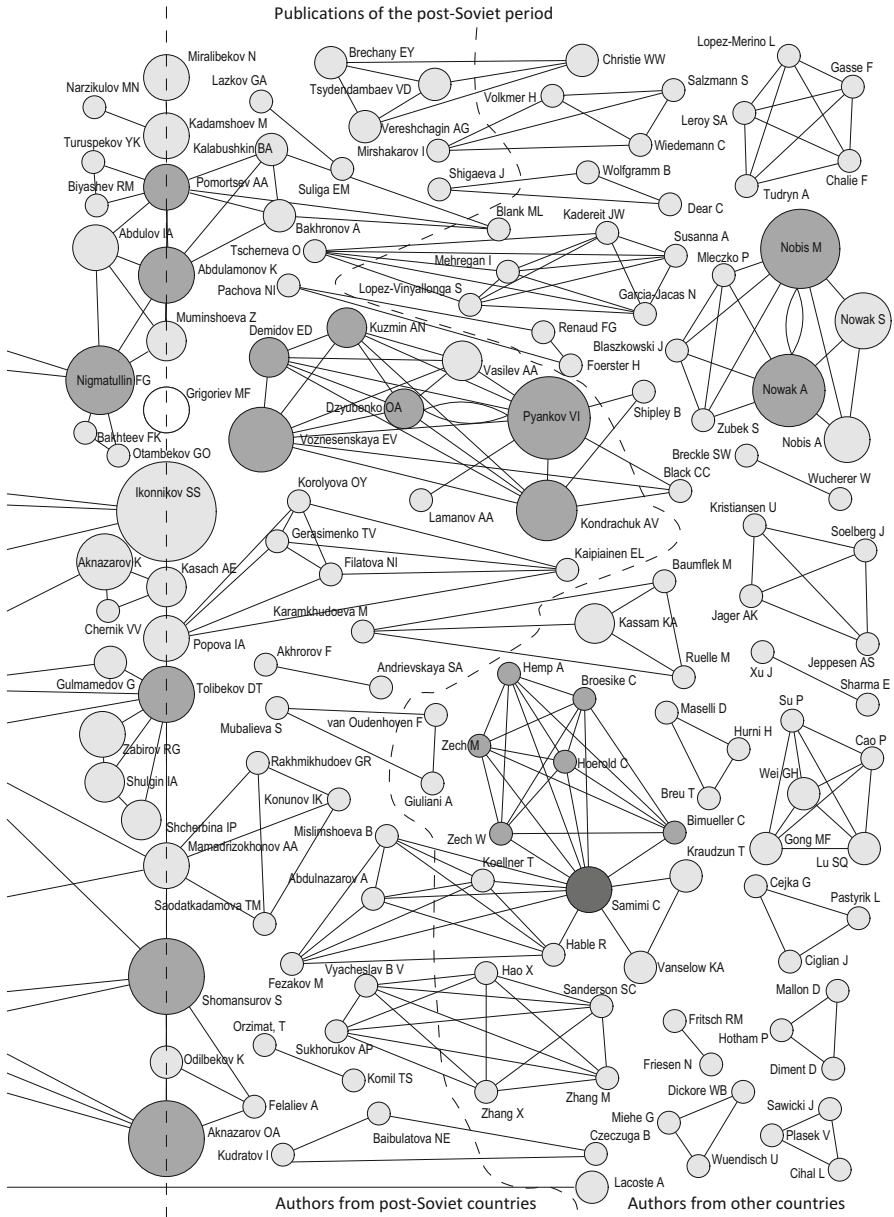 Publications of the post-Soviet period
Miralibekov N
Brechany EY
Christie WW
Lopez-Merino L
Gasse F
Narzikulov MN
Lazkov GA
Tsydendambaev VD
Salzmann S
Volkmer H
Kadamshoev M
Vereshchagin AG
Leroy SA
Turuspekov YK
Kalabushkin BA
Mirshakarov I
Wiedemann C
Chalie F
Biyashev RM
Pomortsev AA
Suliga EM
Shigaeva J
Wolfgramm B
Tudryn A
Dear C
Abdulov IA
Bakhronov A
Blank ML
Kadereit JW
Tscherneva O
Susanna A
Nobis M
Abdulamonov K
Mehregan I
Mleczko P
Pachova NI
Lopez-Vinyallonga S
Garcia-Jacas N
Muminshoeva Z
Demidov ED
Kuzmin AN
Renaud FG
Nowak S
Blaszkowski J
Vasilev AA
Foerster H
Nigmatullin FG
Grigoriev MF
Dzyubenko OA
Pyankov VI
Shipley B
Nowak A
Bakhteev FK
Voznesenskaya EV
Zubek S
Nobis A
Otambekov GO
Breckle SW
Ikonnikov SS
Black CC
Wucherer W
Korolyova OY
Lamanov AA
Kondrachuk AV
Kristiansen U
Gerasimenko TV
Soelberg J
Aknazarov K
Kasach AE
Filatova NI
Kaipiainen EL
Baumflek M
Karamkhudoeva M
Jager AK
Chernik VV
Popova IA
Kassam KA
Akhrorov F
Andrievskaya SA
Hemp A
Ruelle M
Xu J
Jeppesen AS
Gulmamedov G
Tolibekov DT
Broesike C
Sharma E
Mubalieva S
van Oudenhoven F
Maselli D
Su P
Hurni H
Zabirov RG
Zech M
Cao P
Rakhmikhudoev GR
Hoerold C
Wei GH
Shulgin IA
Konunov IK
Giuliani A
Breu T
Shcherbina IP
Mislimshoeva B
Zech W
Bimueller C
Gong MF
Mamadrizokhonov AA
Koellner T
Kraudzun T
Lu SQ
Abdulnazarov A
Cejka G
Pastyrik L
Saodatkadamova TM
Samimi C
Hable R
Ciglian J
Fezakov M
Vyacheslav B V
Hao X
Vanselow KA
Sanderson SC
Mallon D
Shomansurov S
Orzimat, T
Fritsch RM
Hotham P
Sukhorukov AP
Odilbekov K
Komil TS
Zhang M
Friesen N
Diment D
Zhang X
Dickore WB
Felaliev A
Miehe G
Sawicki J
Aknazarov OA
Baibulatova NE
Czeczuga B
Plasek V
Kudratov I
Wuendisch U
Cihal L
Lacoste A
Authors from post-Soviet countries
Authors from other countries